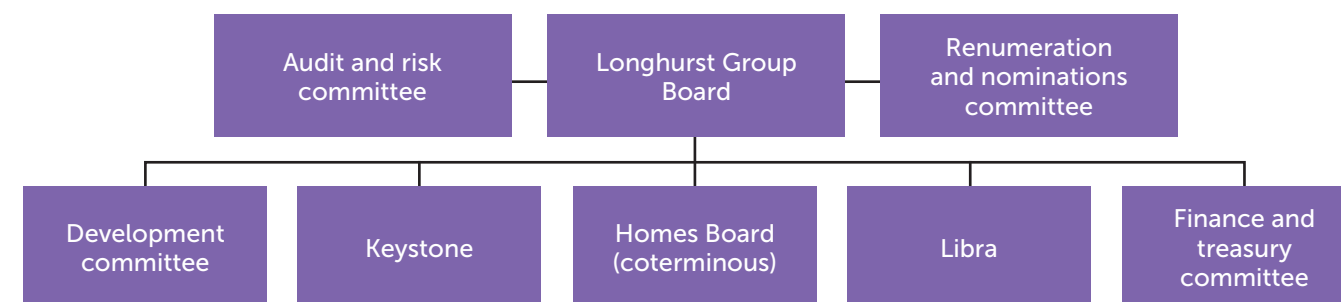 Audit and risk
committee
Longhurst Group
Board
Renumeration
and nominations
committee
Development
committee
Keystone
Homes Board
(coterminous)
Libra
Finance and
treasury
committee